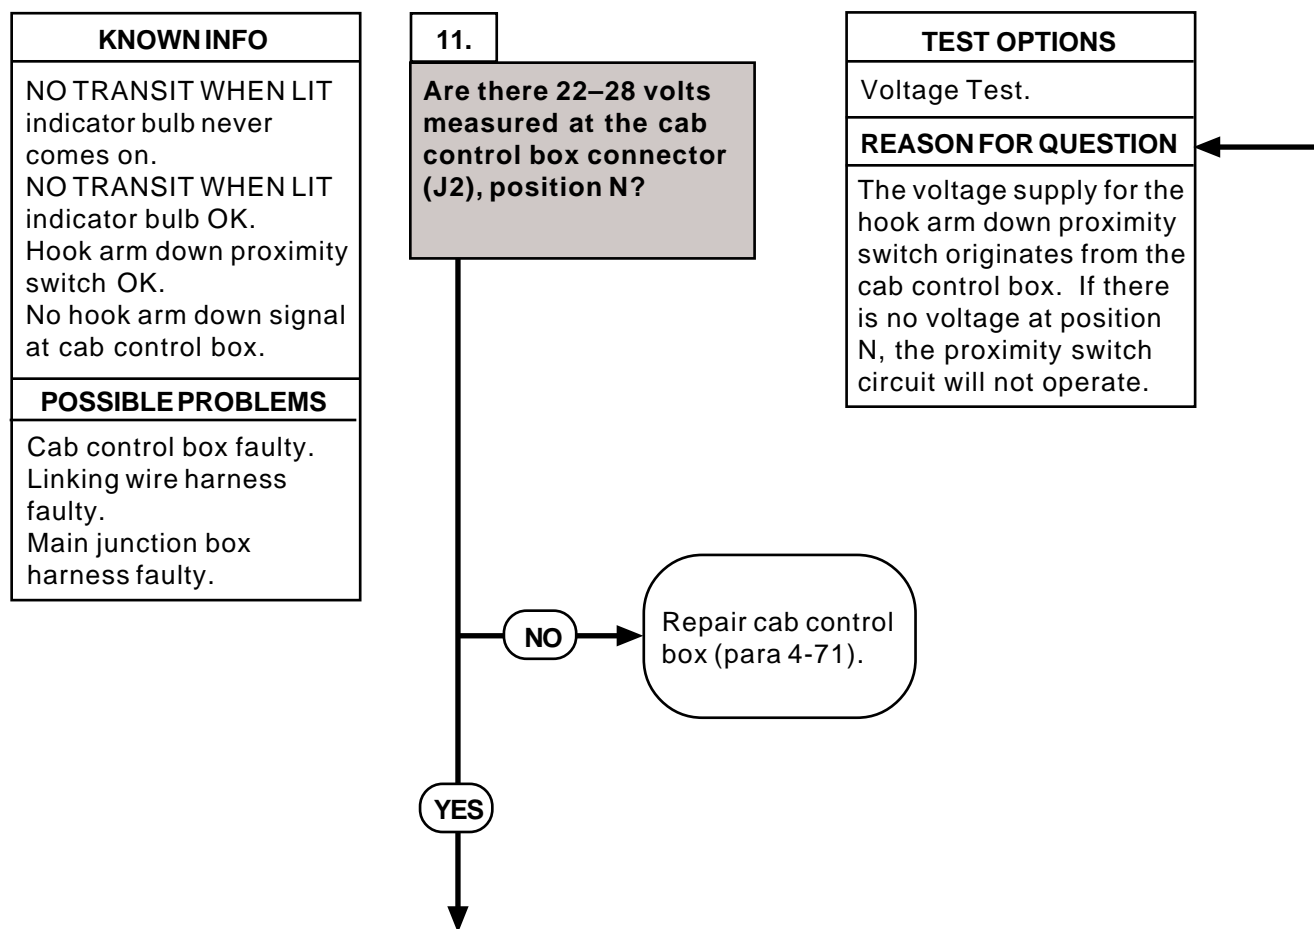 KNOWN INFO
NO TRANSIT WHEN LIT
indicator bulb never
comes on.
NO TRANSIT WHEN LIT
indicator bulb OK.
Hook arm down proximity
switch OK.
No hook arm down signal
at cab control box.
POSSIBLE PROBLEMS
Cab control box faulty.
Linking wire harness
faulty.
Main junction box
harness faulty.
11.
Are there 22–28 volts
measured at the cab
control box connector
(J2), position N?
TEST OPTIONS
Voltage Test.
REASON FOR QUESTION
The voltage supply for the
hook arm down proximity
switch originates from the
cab control box. If there
is no voltage at position
N, the proximity switch
circuit will not operate.
NO
Repair cab control
box (para 4-71).
YES